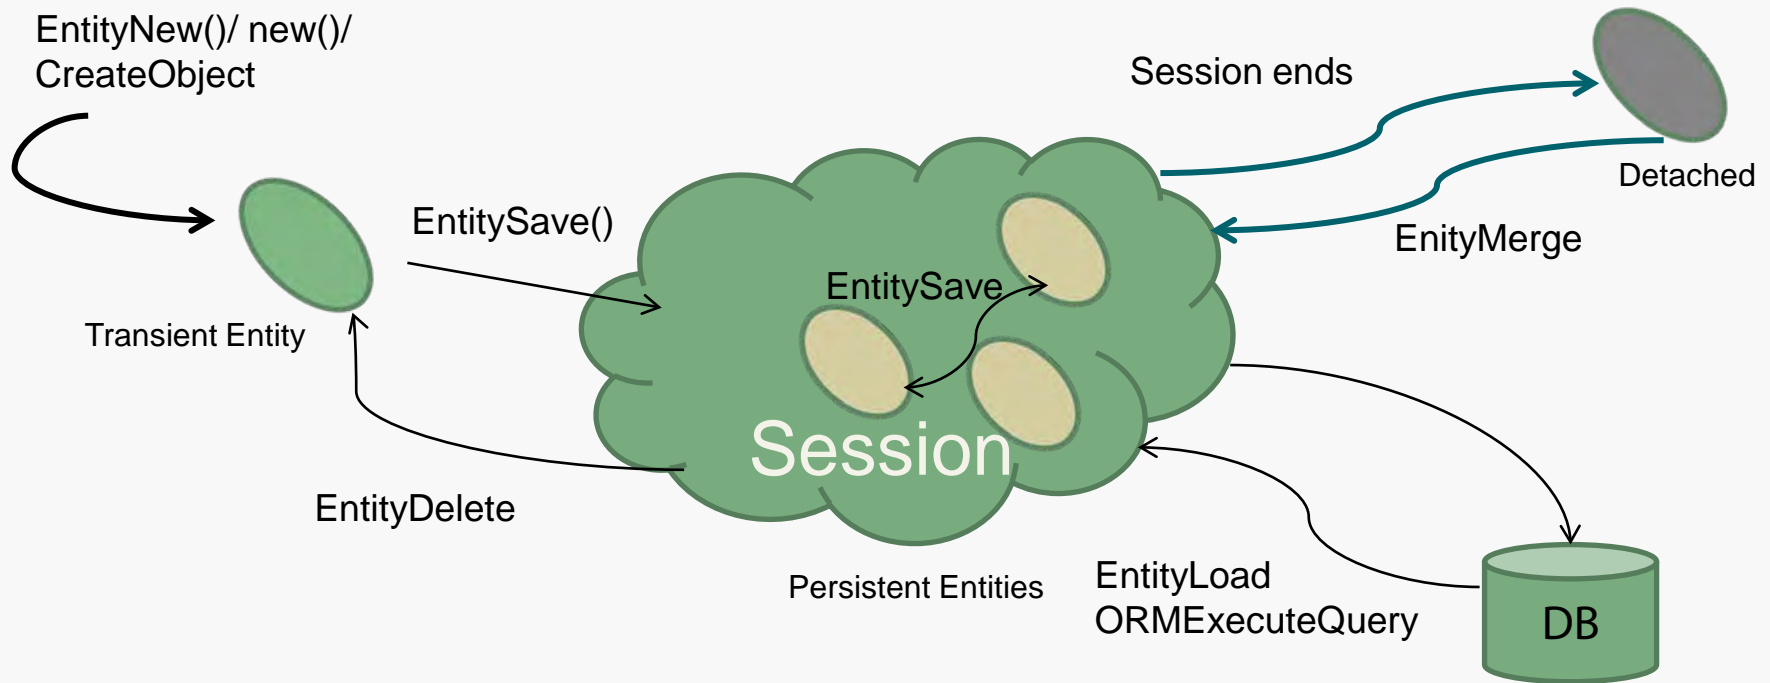 EntityNew()/ new()/
CreateObject
Session ends
Detached
EntitySave()
EnityMerge
EntitySave
Transient Entity
Session
EntityDelete
Persistent Entities
EntityLoad
ORMExecuteQuery
DB